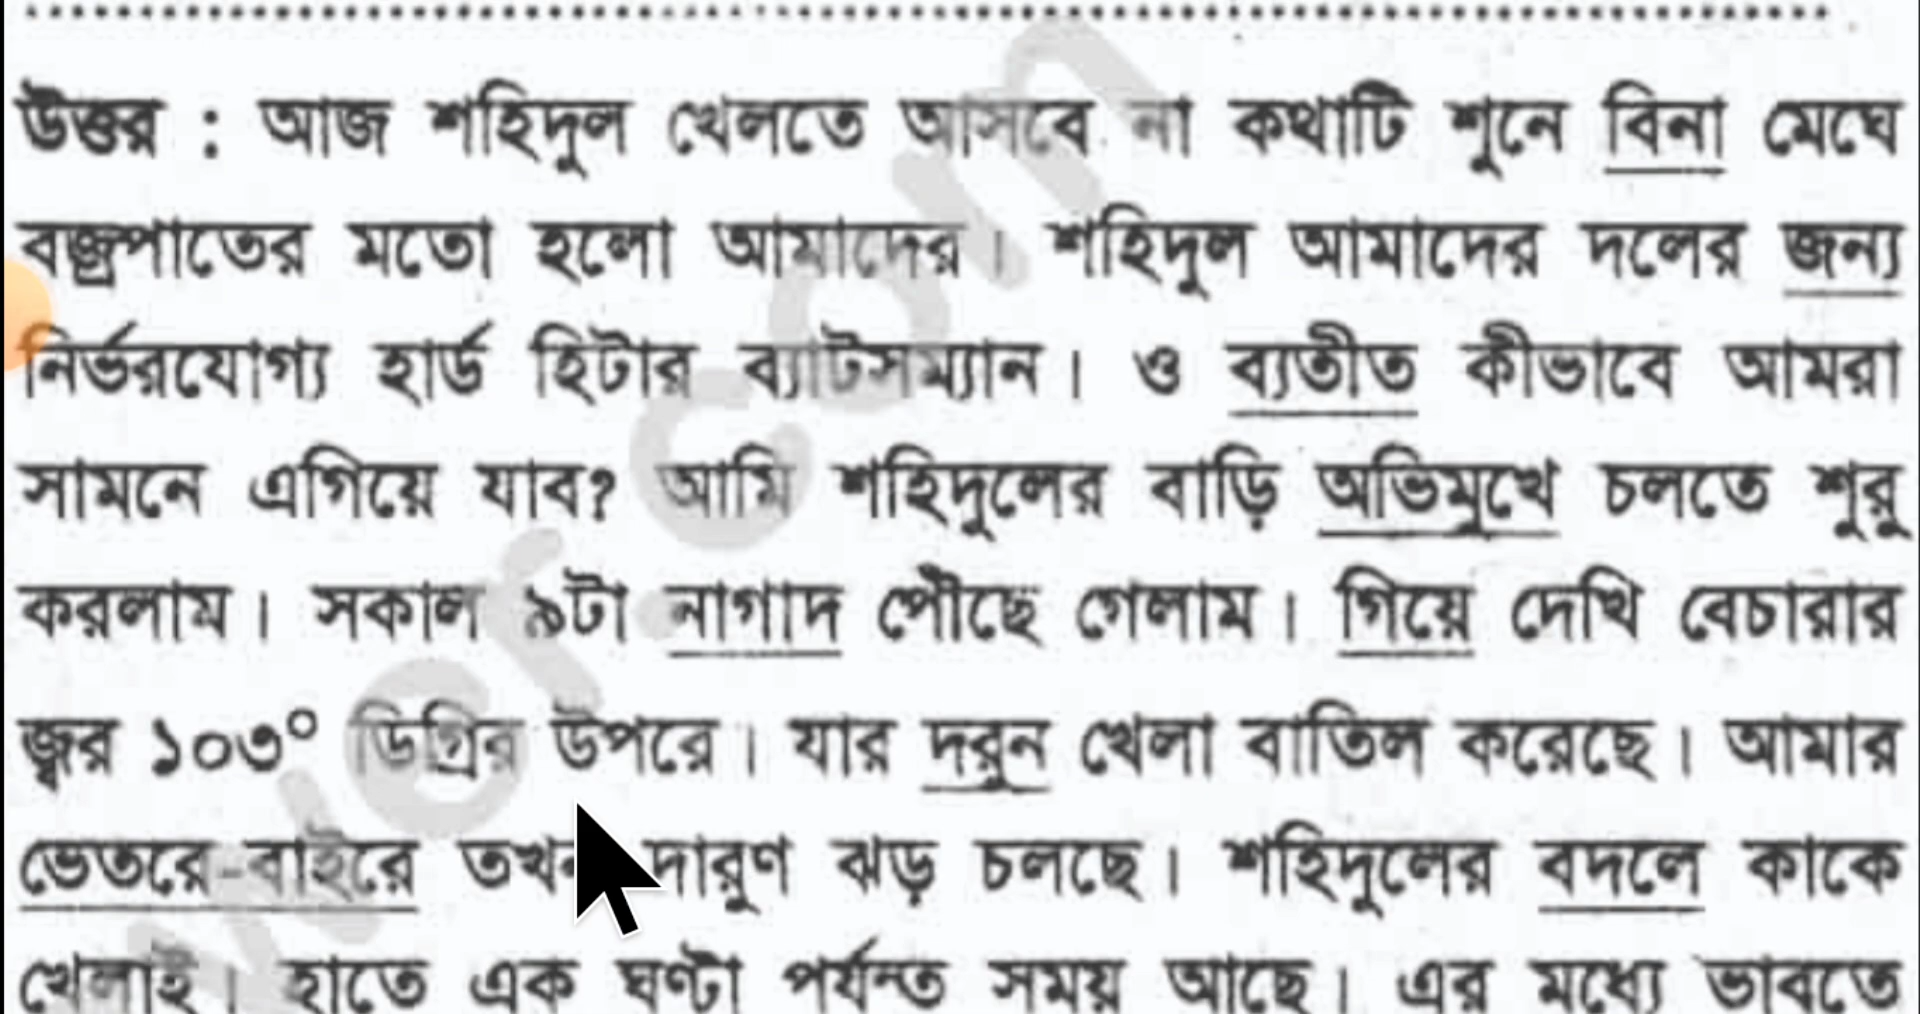 উত্তর : আজ শহিদুল খেলতে আসবে না কথাটি শুনে বিনা মেঘে
বজ্রপাতের মতো হলো আমাদের। শহিদুল আমাদের দলের জন্য
নির্ভরযোগ্য হার্ড হিটার ব্যাটসম্যান। ও ব্যতীত কীভাবে আমরা
সামনে এগিয়ে যাব? আমি শহিদুলের বাড়ি অভিমুখে চলতে শুরু
করলাম। সকাল ৯টা নাগাদ পৌঁছে গেলাম। গিয়ে দেখি বেচারার
জ্বর ১০৩° ডিগ্রির উপরে। যার দরুন খেলা বাতিল করেছে। আমার
ভেতরে-বাইরে তখন দারুণ ঝড় চলছে। শহিদুলের বদলে কাকে
খেলাই। হাতে এক ঘণ্টা পর্যন্ত সময় আছে। এর মধ্যে ভাবতে